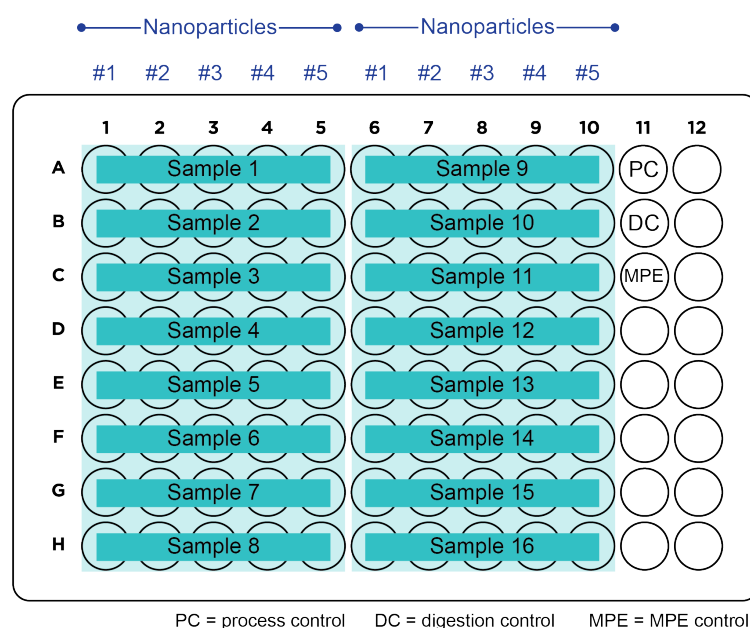 Nanoparticles Nanoparticles
#1 #2 #3 #4 #5 #1 #2 #3 #4 #5
1 2 3 4 5 6 7 8 9 10 11 12
A Sample 1 Sample 9 PC
B Sample 2 Sample 10 DC
C Sample 3 Sample 11 MPE
D Sample 4 Sample 12
E Sample 5 Sample 13
F Sample 6 Sample 14
G Sample 7 Sample 15
H Sample 8 Sample 16
PC = process control DC = digestion control MPE = MPE control